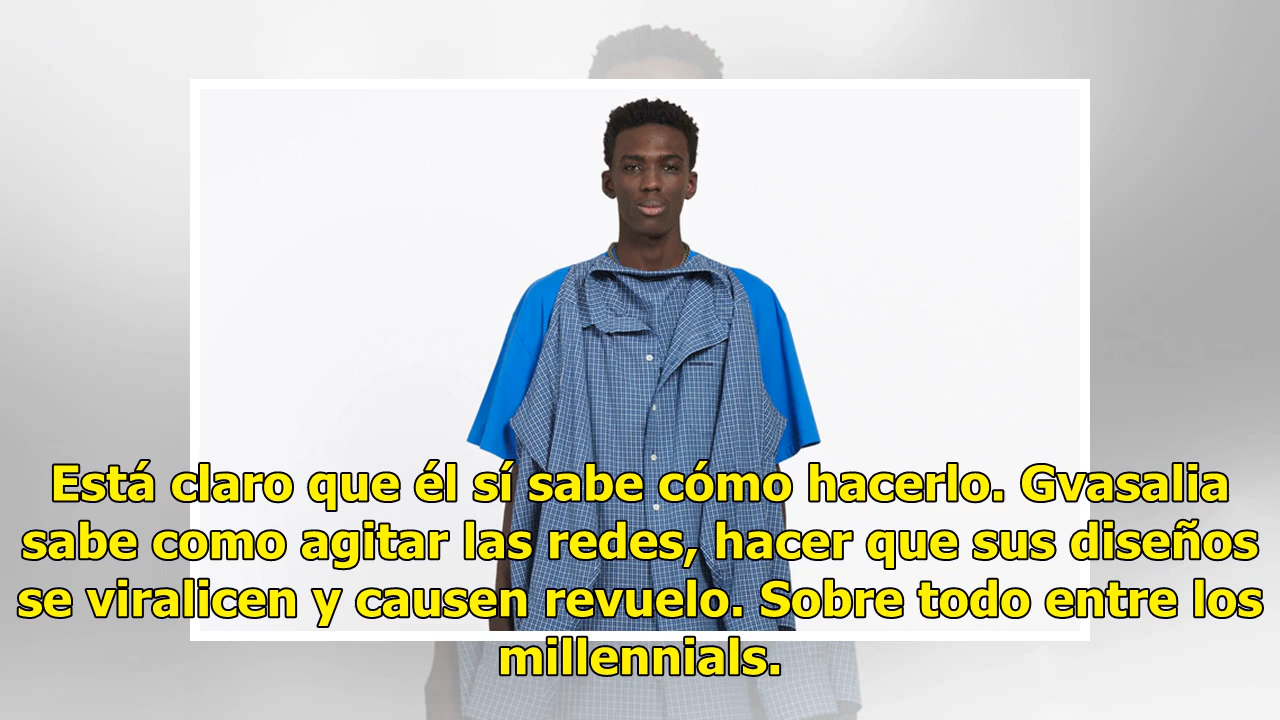 Está claro que él sí sabe cómo hacerlo. Gvasalia
sabe como agitar las redes, hacer que sus diseños
se viralicen y causen revuelo. Sobre todo entre los
millennials.